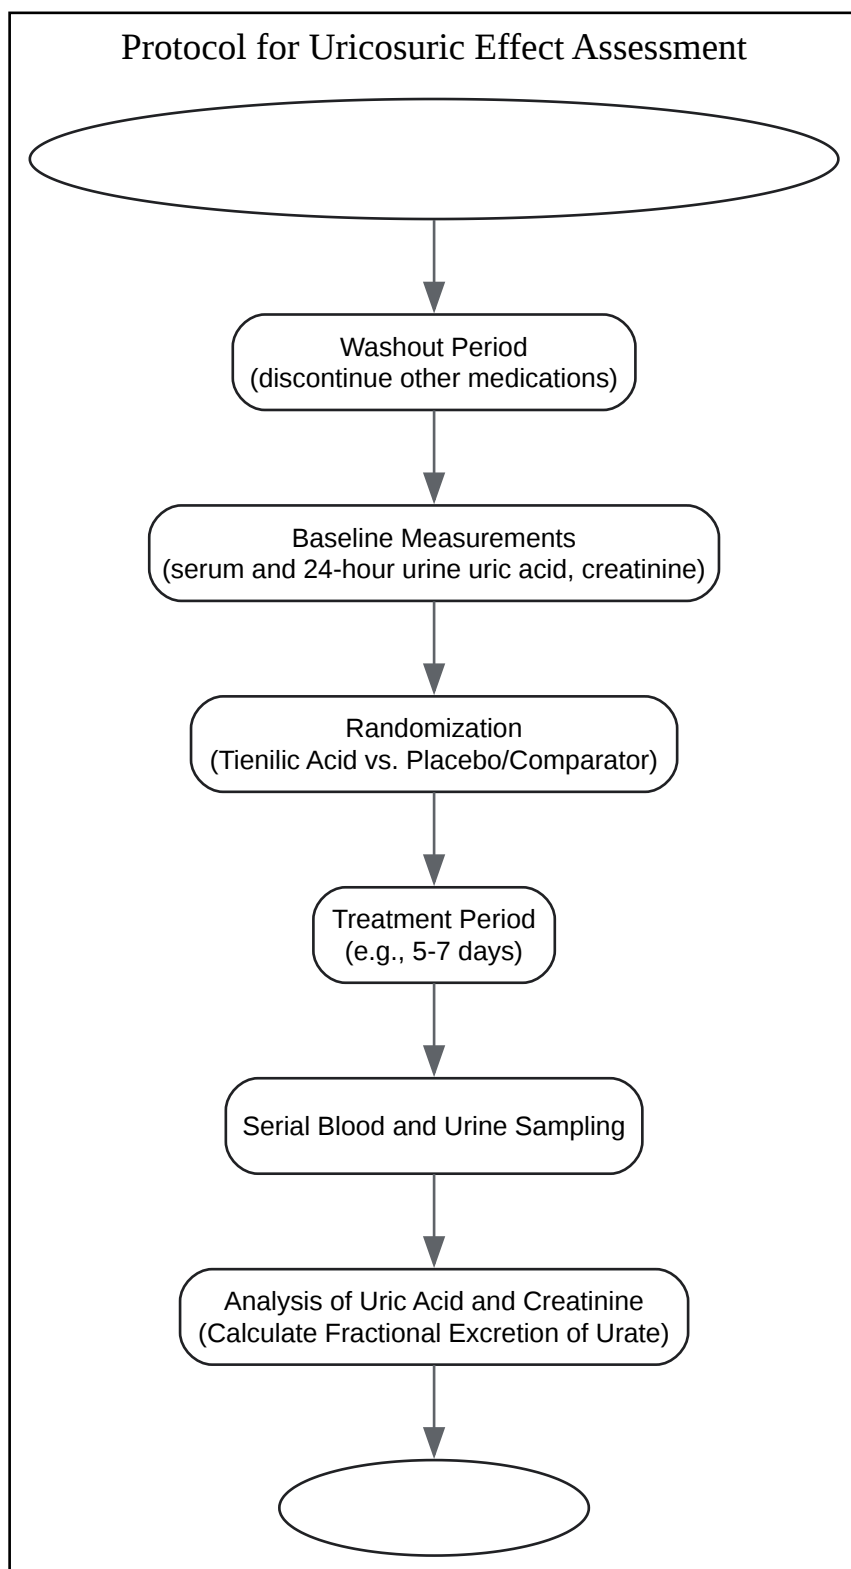 Protocol for Uricosuric Effect Assessment
Washout Period
(discontinue other medications)
Baseline Measurements
(serum and 24-hour urine uric acid, creatinine)
Randomization
(Tienilic Acid vs. Placebo/Comparator)
Treatment Period
(e.g., 5-7 days)
Serial Blood and Urine Sampling
Analysis of Uric Acid and Creatinine
(Calculate Fractional Excretion of Urate)